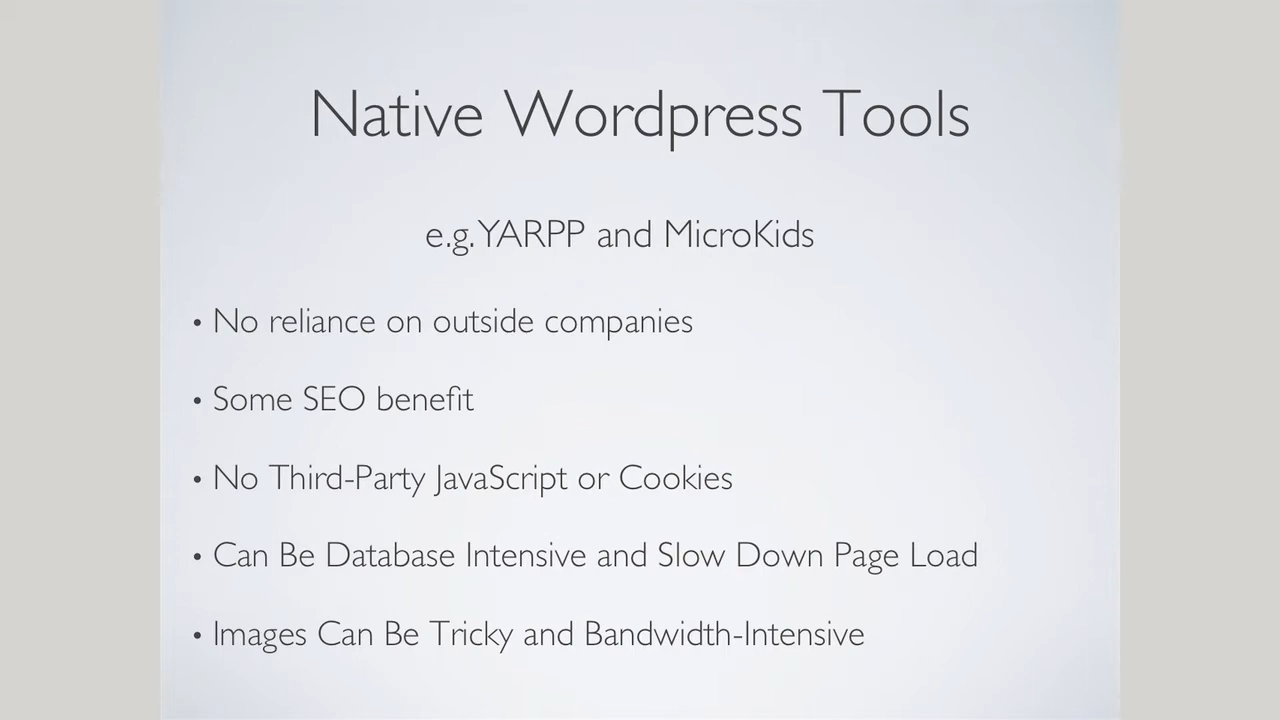 Native Wordpress Tools
e.g. YARPP and MicroKids
• No reliance on outside companies
• Some SEO benefit
• No Third-Party JavaScript or Cookies
• Can Be Database Intensive and Slow Down Page Load
• Images Can Be Tricky and Bandwidth-Intensive